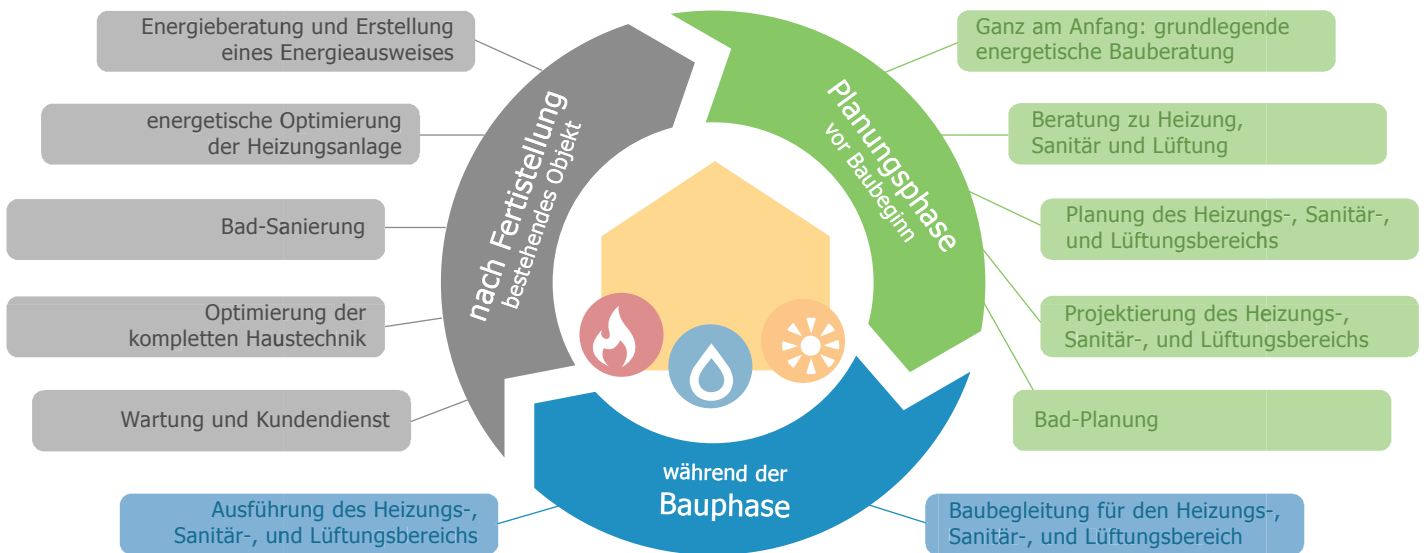 Energieberatung und Erstellung
eines Energieausweises
energetische Optimierung
der Heizungsanlage
Bad-Sanierung
Optimierung der
kompletten Haustechnik
Wartung und Kundendienst
nach Fertistellung
bestehendes Objekt
Planungsphase
vor Baubeginn
Ganz am Anfang: grundlegende
energetische Bauberatung
Beratung zu Heizung,
Sanitär und Lüftung
Planung des Heizungs-, Sanitär-,
und Lüftungsbereichs
Projektierung des Heizungs-,
Sanitär-, und Lüftungsbereichs
Bad-Planung
während der
Bauphase
Ausführung des Heizungs-,
Sanitär-, und Lüftungsbereichs
Baubegleitung für den Heizungs-,
Sanitär-, und Lüftungsbereich